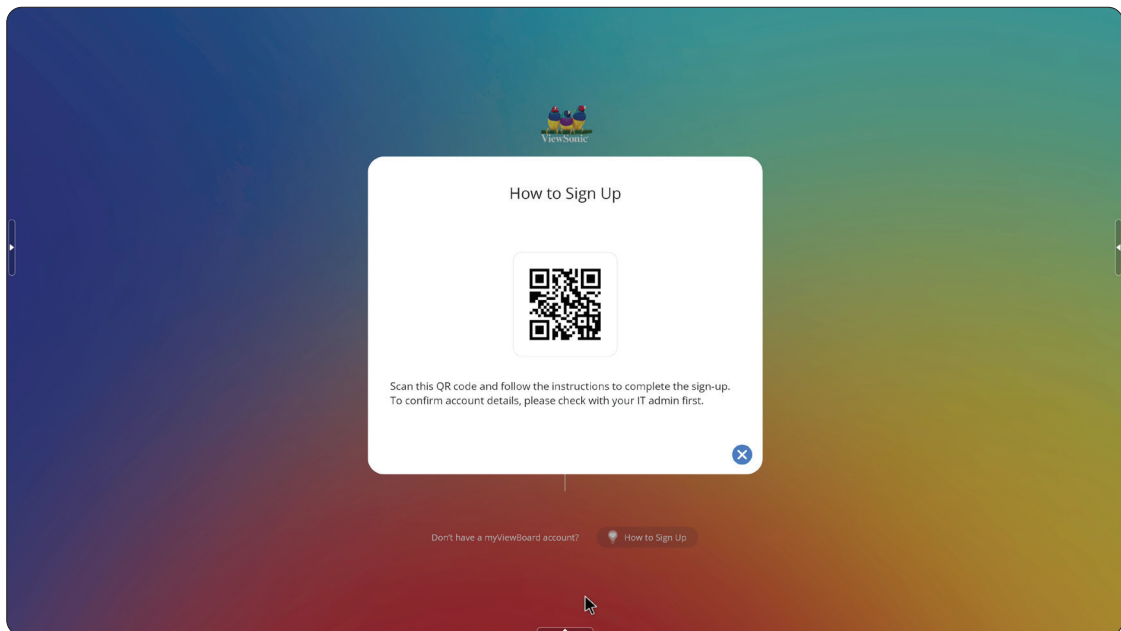 ViewSonic
How to Sign Up
Scan this QR code and follow the instructions to complete the sign-up.
To confirm account details, please check with your IT admin first.
Don't have a myViewBoard account?
How to Sign Up